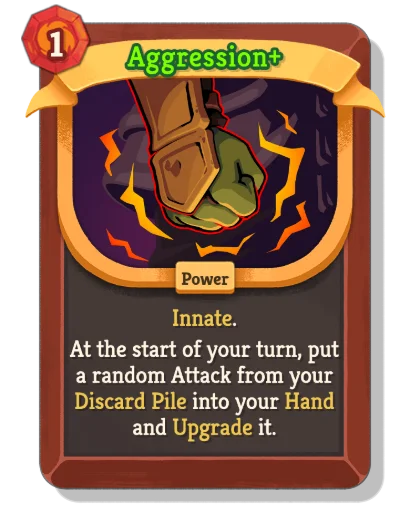 1
Aggression+
Power
Innate.
At the start of your turn, put
a random Attack from your
Discard Pile into your Hand
and Upgrade it.